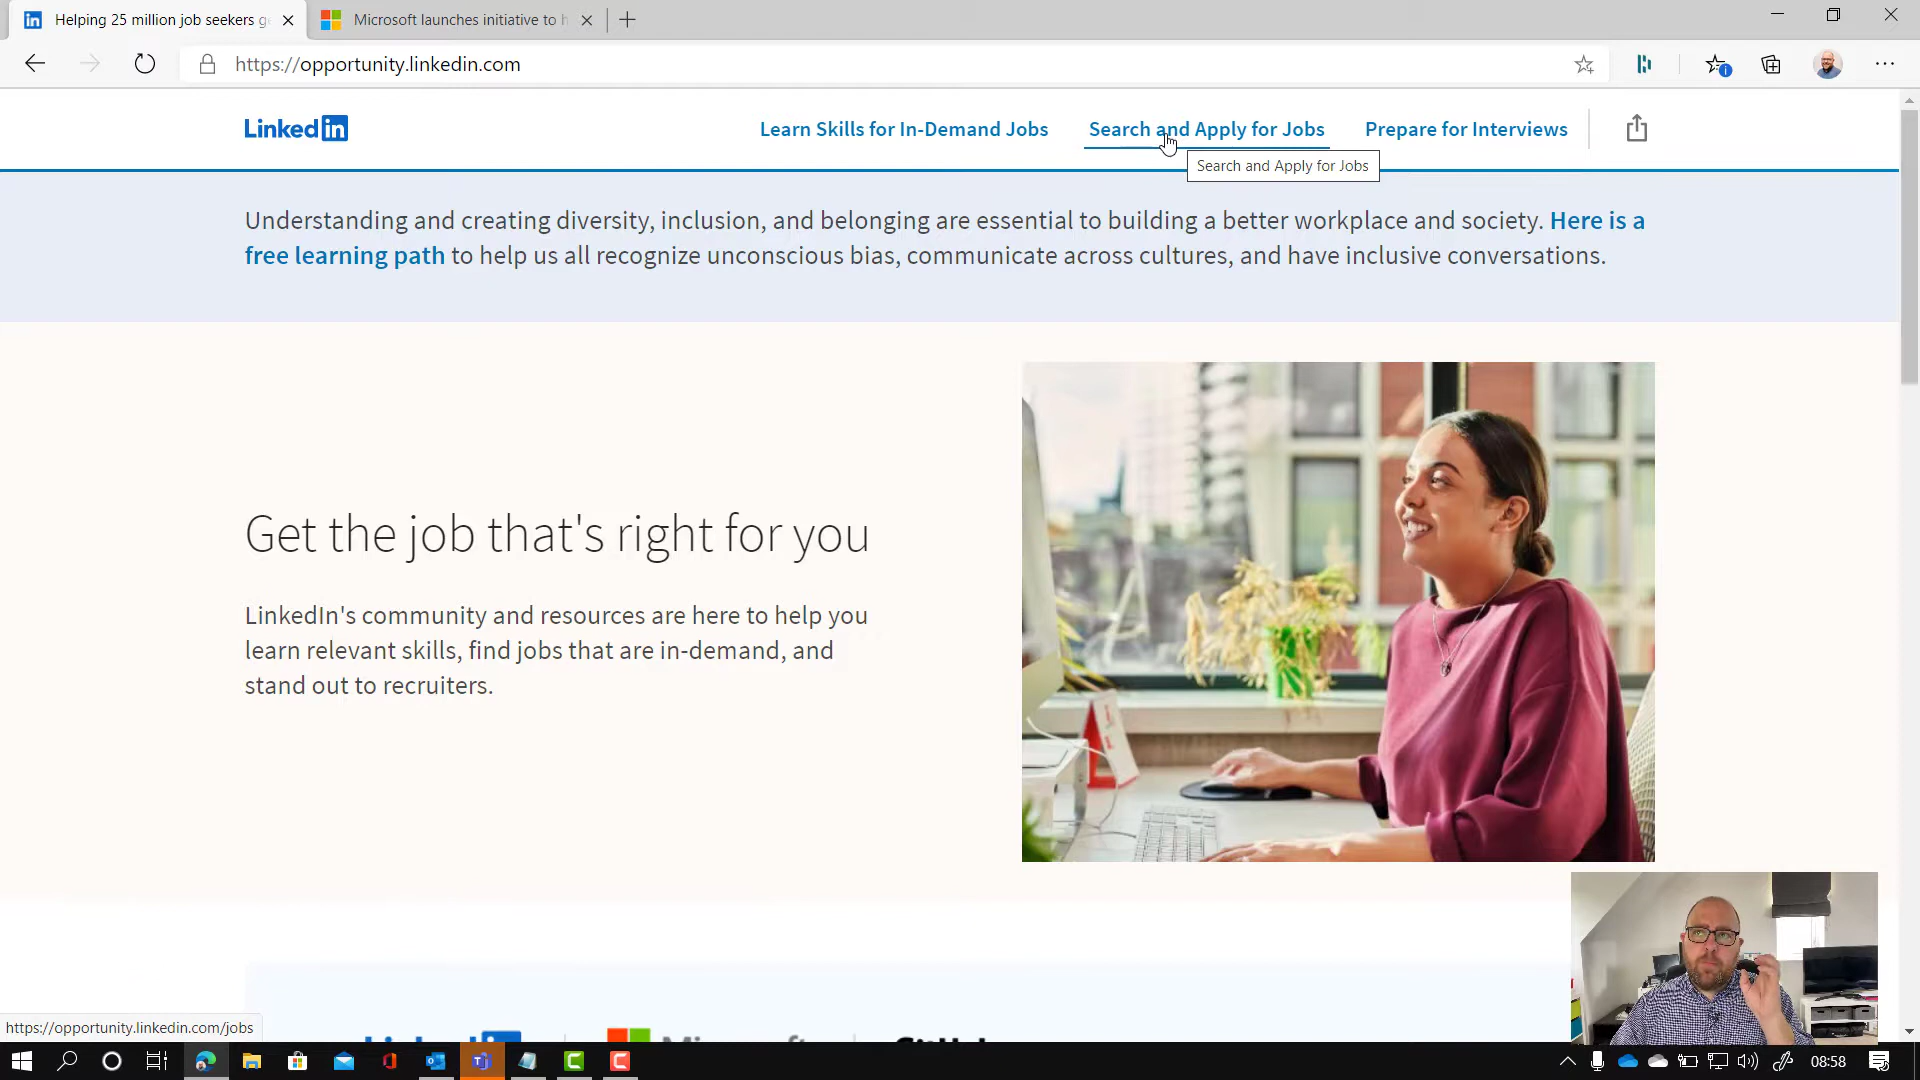 Helping 25 million job seekers g
Microsoft launches initiative to h
https://opportunity.linkedin.com
LinkedIn
Learn Skills for In-Demand Jobs
Search and Apply for Jobs
Prepare for Interviews
Search and Apply for Jobs
Understanding and creating diversity, inclusion, and belonging are essential to building a better workplace and society. Here is a
free learning path to help us all recognize unconscious bias, communicate across cultures, and have inclusive conversations.
Get the job that's right for you
LinkedIn's community and resources are here to help you
learn relevant skills, find jobs that are in-demand, and
stand out to recruiters.
LinkedIn
Microsoft
GitHub
https://opportunity.linkedin.com/jobs
08:58